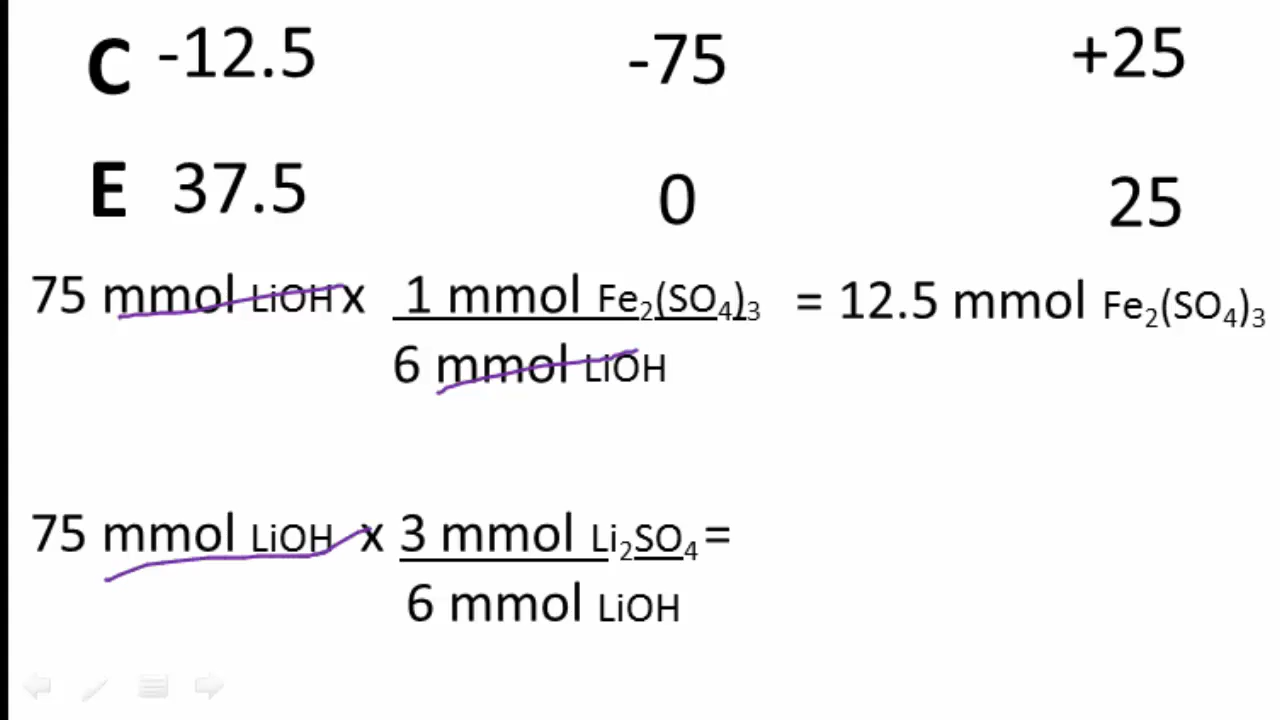 C -12.5 -75 +25
E 37.5 0 25
75 mmol LiOH x 1 mmol Fe₂(SO₄)₃ = 12.5 mmol Fe₂(SO₄)₃
6 mmol LiOH
75 mmol LiOH x 3 mmol Li₂SO₄ =
6 mmol LiOH